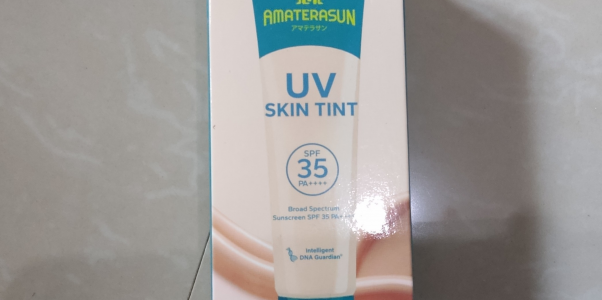 AMATERASUN
アマテラサン
UV
SKIN TINT
SPF
35
PA++++
Broad Spectrum
Sunscreen SPF 35 PA
Intelligent
DNA Guardian